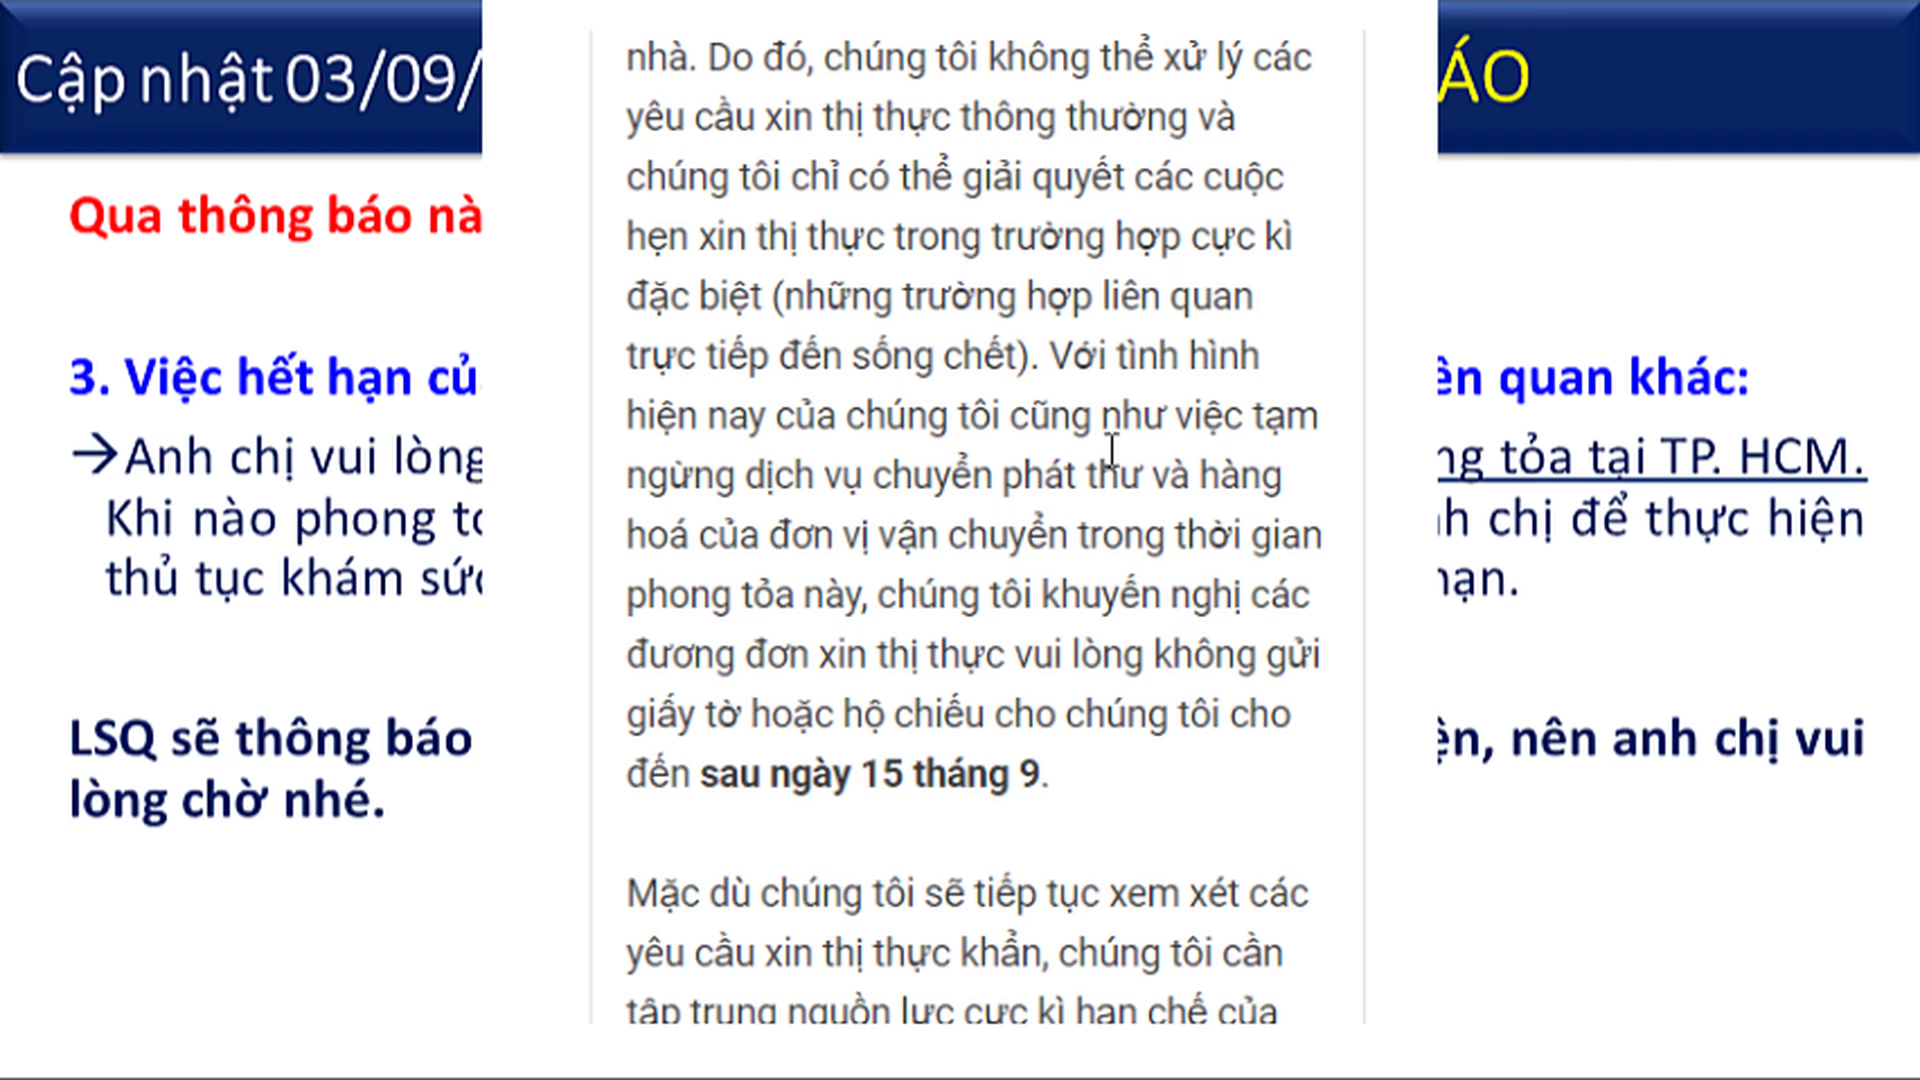 Cập nhật 03/09/
ÁO
Qua thông báo
3. Việc hết hạn
quan khác:
→Anh chị vui lòng
tỏa tại TP. HCM.
Khi nào phong
chị để thực hiện
thủ tục khám
LSQ sẽ thông báo
nên anh chị vui
lòng chờ nhé.
nhà. Do đó, chúng tôi không thể xử lý các
yêu cầu xin thị thực thông thường và
chúng tôi chỉ có thể giải quyết các cuộc
hẹn xin thị thực trong trường hợp cực kì
đặc biệt (những trường hợp liên quan
trực tiếp đến sống chết). Với tình hình
hiện nay của chúng tôi cũng như việc tạm
ngừng dịch vụ chuyển phát thư và hàng
hoá của đơn vị vận chuyển trong thời gian
phong tỏa này, chúng tôi khuyến nghị các
đương đơn xin thị thực vui lòng không gửi
giấy tờ hoặc hộ chiếu cho chúng tôi cho
đến sau ngày 15 tháng 9.
Mặc dù chúng tôi sẽ tiếp tục xem xét các
yêu cầu xin thị thực khẩn, chúng tôi cần
tập trung nguồn lực cực kì hạn chế của